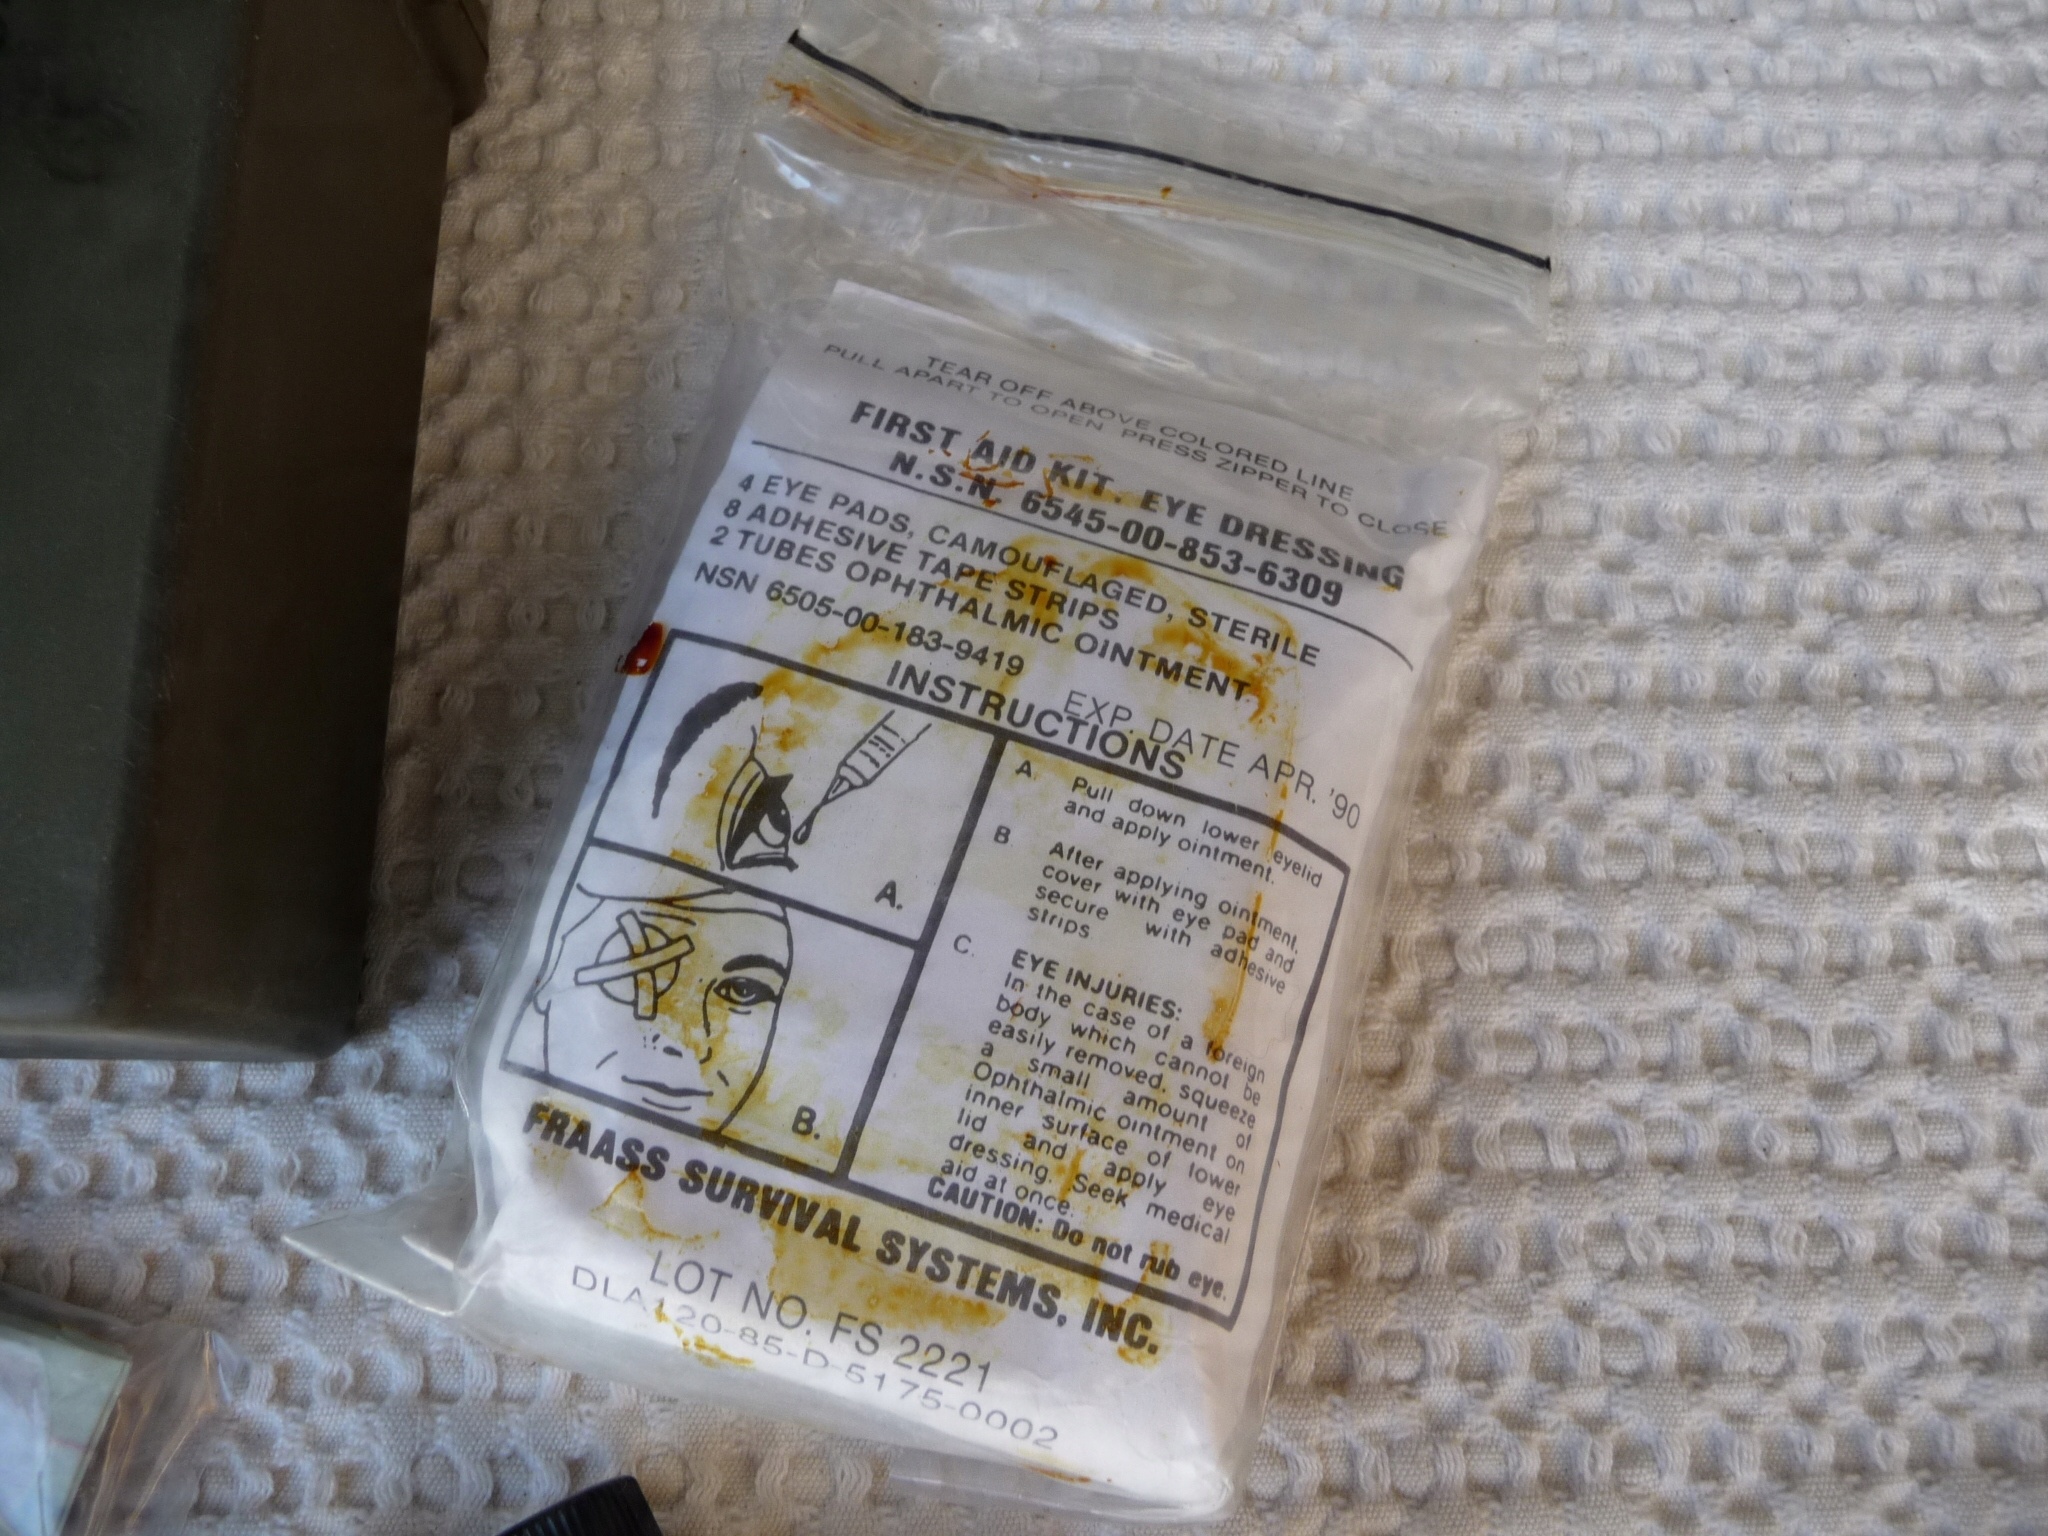 TEAR OFF ABOVE COLORED LINE
PULL APART TO OPEN PRESS ZIPPER TO CLOSE
FIRST AID KIT. EYE DRESSING
N.S.N. 6545-00-853-6309
4 EYE PADS, CAMOUFLAGED, STERILE
8 ADHESIVE TAPE STRIPS
2 TUBES OPHTHALMIC OINTMENT
NSN 6505-00-183-9419
EXP. DATE APR. '90
INSTRUCTIONS
A.
B.
A Pull down lower eyelid
and apply ointment.
B After applying ointment,
cover with eye pad and
secure with adhesive
strips
C. EYE INJURIES:
In the case of a foreign
body which cannot be
easily removed, squeeze
a small amount of
Ophthalmic ointment on
inner surface of lower
lid and apply eye
dressing. Seek medical
aid at once.
CAUTION: Do not rub eye.
FRAASS SURVIVAL SYSTEMS, INC.
LOT NO. FS 2221
DLA120-85-D-5175-0002